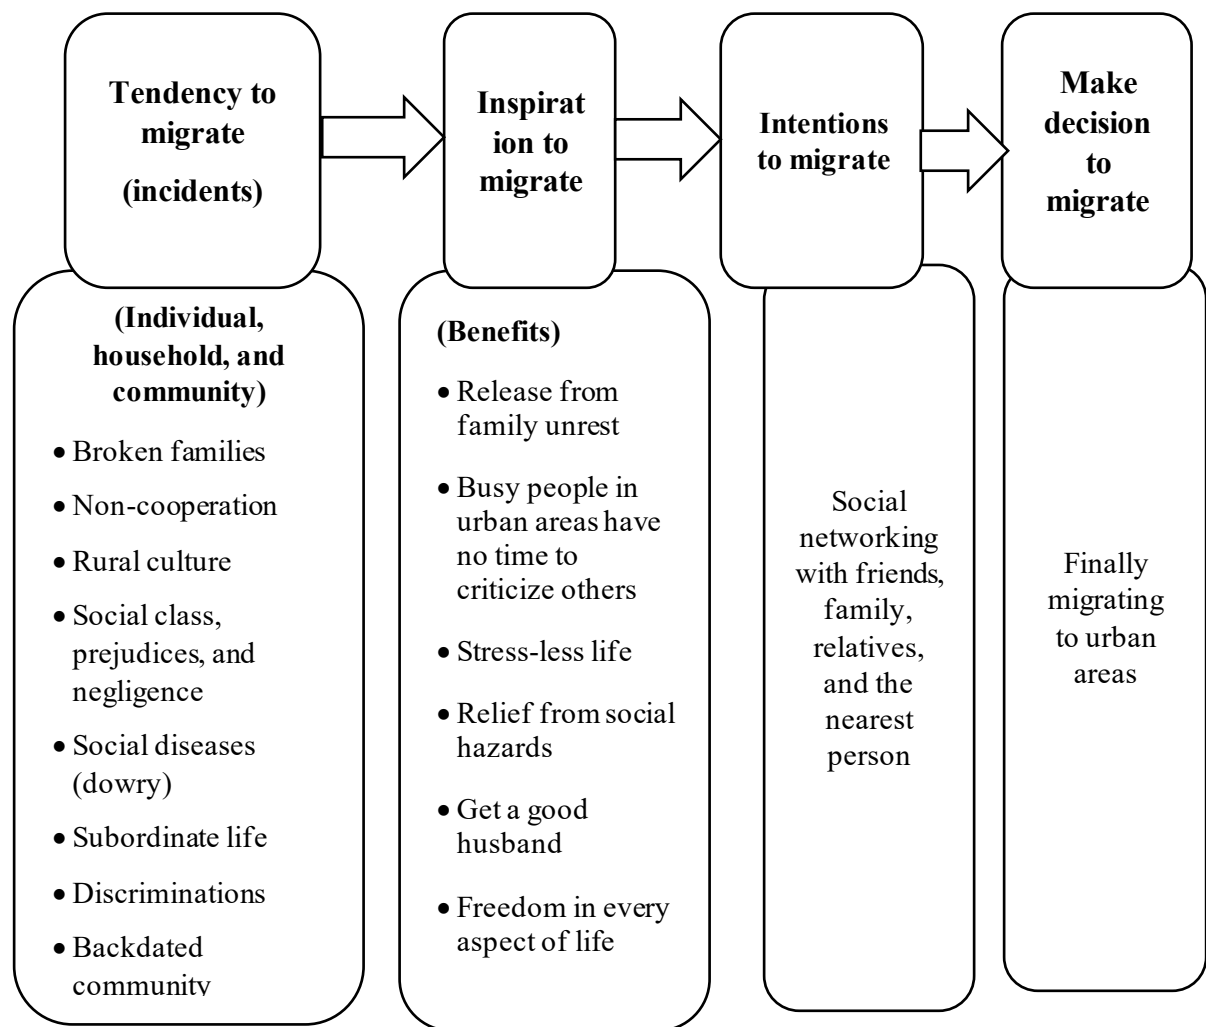 Tendency to
migrate
(incidents)
Inspirat
ion to
migrate
Intentions
to migrate
Make
decision
to
migrate
(Individual,
household, and
community)
• Broken families
• Non-cooperation
• Rural culture
• Social class,
prejudices, and
negligence
• Social diseases
(dowry)
• Subordinate life
• Discriminations
• Backdated
community
(Benefits)
• Release from
family unrest
• Busy people in
urban areas have
no time to
criticize others
• Stress-less life
• Relief from social
hazards
• Get a good
husband
• Freedom in every
aspect of life
Social
networking
with friends,
family,
relatives,
and the
nearest
person
Finally
migrating
to urban
areas